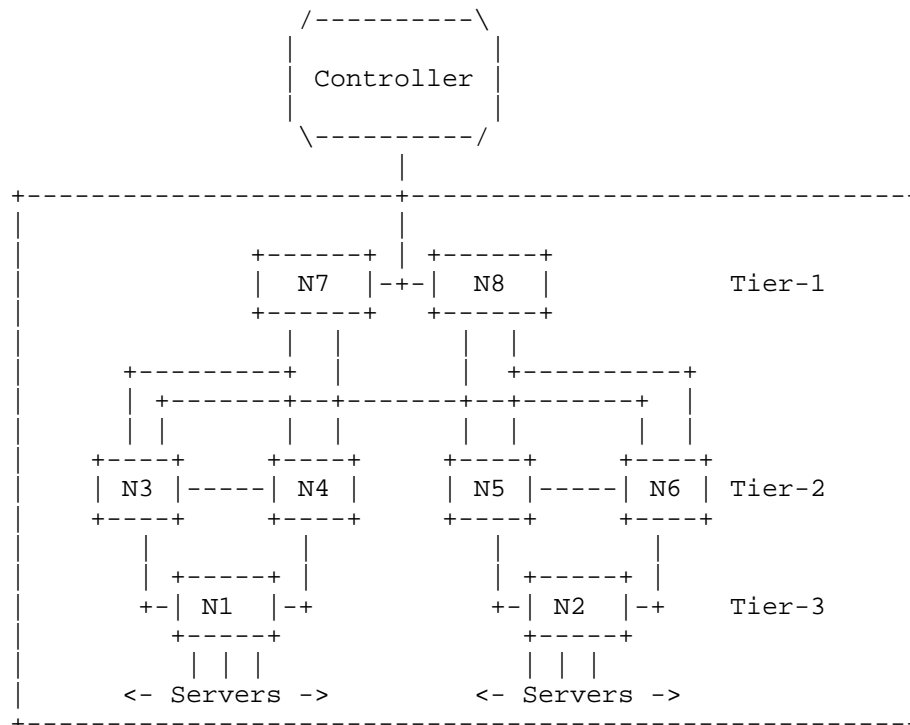 Controller
N7 N8 Tier-1
N3 N4 N5 N6 Tier-2
N1 N2 Tier-3
<- Servers -> <- Servers ->